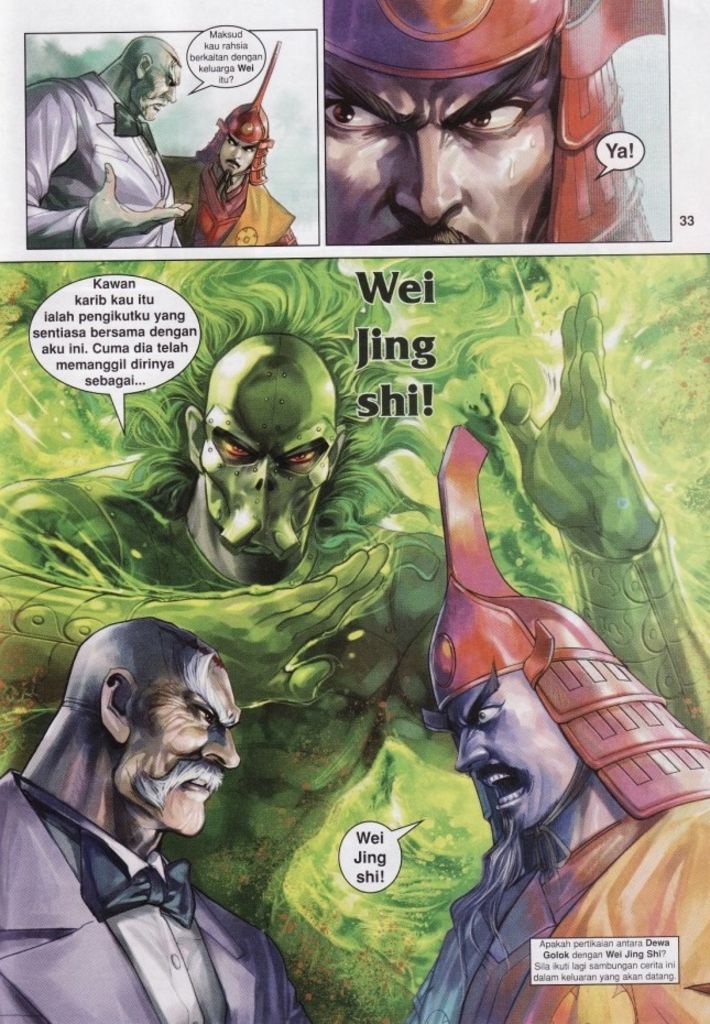 Maksud
kau rahsia
berkaitan dengan
keluarga Wei
itu?
Ya!
33
Kawan
karib kau itu
ialah pengikutku yang
sentiasa bersama dengan
aku ini. Cuma dia telah
memanggil dirinya
sebagai...
Wei
Jing
shi!
Wei
Jing
shi!
Apakah pertikaian antara Dewa
Golok dengan Wei Jing Shi?
Sila ikuti lagi sambungan cerita ini
dalam keluaran yang akan datang.